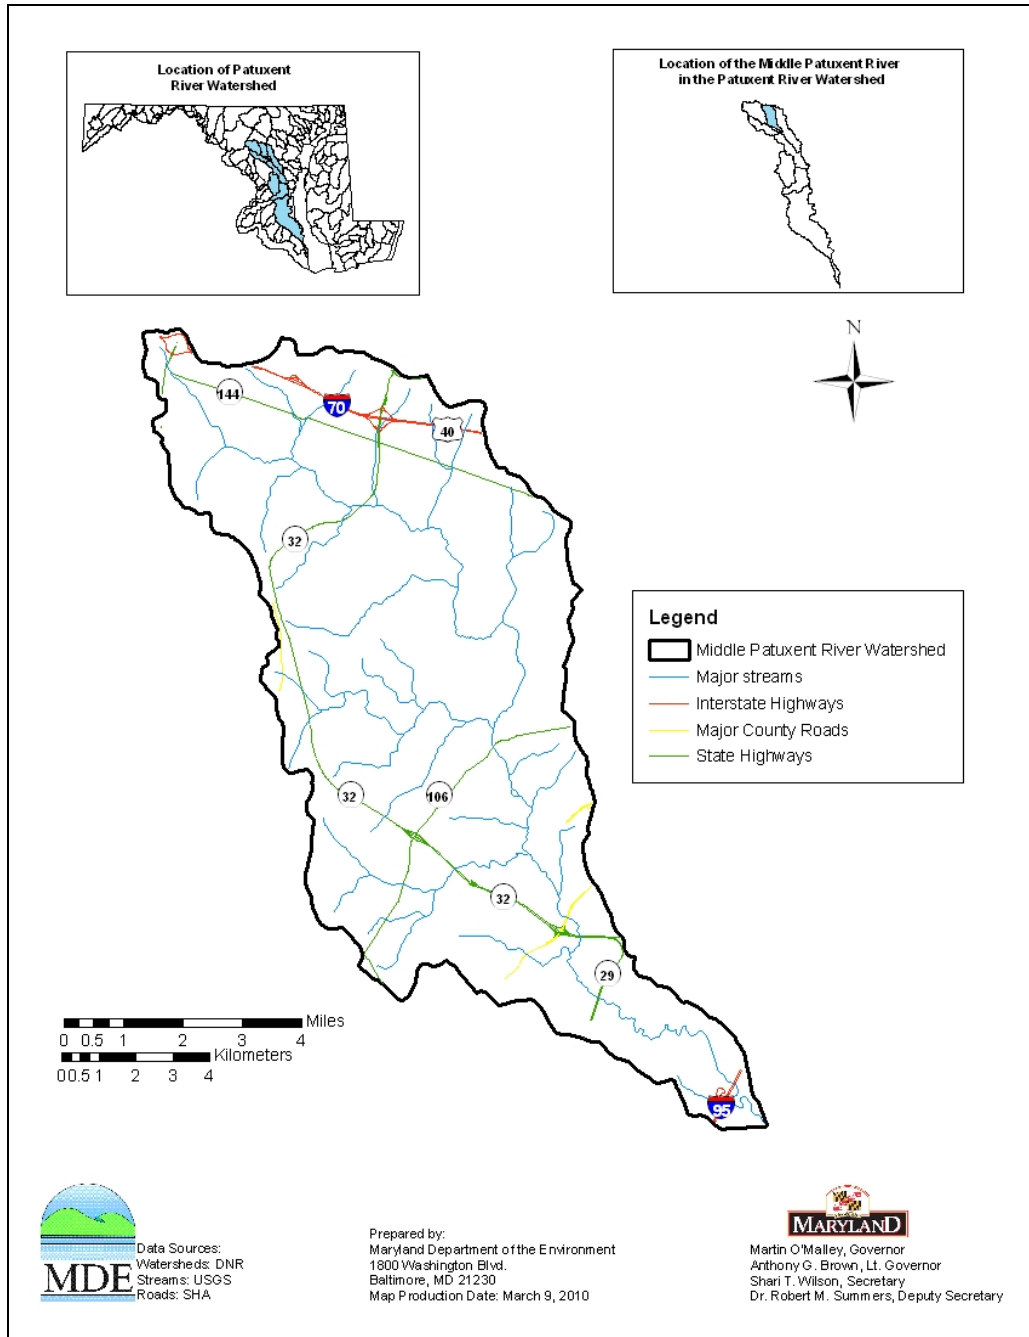 Location of Patuxent
River Watershed
Location of the Middle Patuxent River
in the Patuxent River Watershed
N
144
70
40
32
Legend
Middle Patuxent River Watershed
Major streams
Interstate Highways
Major County Roads
State Highways
32
106
32
29
95
Miles
0 0.5 1 2 3 4
Kilometers
0 0.5 1 2 3 4
MDE
Data Sources:
Watersheds: DNR
Streams: USGS
Roads: SHA
Prepared by:
Maryland Department of the Environment
1800 Washington Blvd.
Baltimore, MD 21230
Map Production Date: March 9, 2010
MARYLAND
Martin O'Malley, Governor
Anthony G. Brown, Lt. Governor
Shari T. Wilson, Secretary
Dr. Robert M. Summers, Deputy Secretary